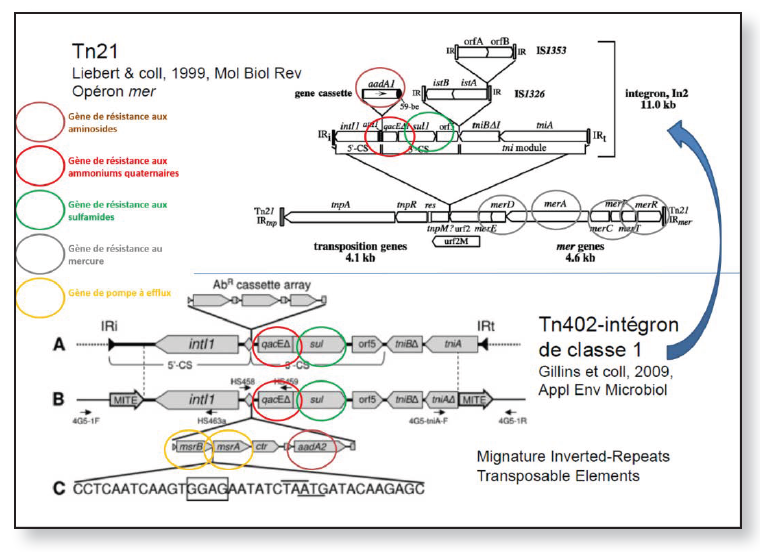 Tn21
Liebert & coll, 1999, Mol Biol Rev
Opéron mer
Gène de résistance aux
aminosides
Gène de résistance aux
ammoniums quaternaires
Gène de résistance aux
sulfamides
Gène de résistance au
mercure
Gène de pompe à efflux
orfA orfB
IR IR IS1353
istB istA
IR IR IS1326
gene cassette aadA1
59-be
integron, In2
11.0 kb
IRi intI1 attI qacEΔ sul1 orf5 tniBΔ1 tniA IRt
5'-CS 3'-CS tni module
Tn21 tnpA tnpR res merD merA merP merR Tn21
IRtnp tnpM? urf2 merE merC merT IRmer
urf2M
transposition genes mer genes
4.1 kb 4.6 kb
AbR cassette array
IRi IRt
A intI1 qacEΔ sul orf5 tniBΔ tniA
5'-CS 3'-CS
HS458 HS459
B MITE intI1 qacEΔ sul orf5 tniBΔ tniAΔ MITE
4G5-1F HS463a 4G5-tniA-F 4G5-1R
msrB msrA ctr aadA2
C CCTCAATCAAGTGGAGAATATCTAATGATACAAGAGC
Tn402-intégron
de classe 1
Gillins et coll, 2009,
Appl Env Microbiol
Mignature Inverted-Repeats
Transposable Elements